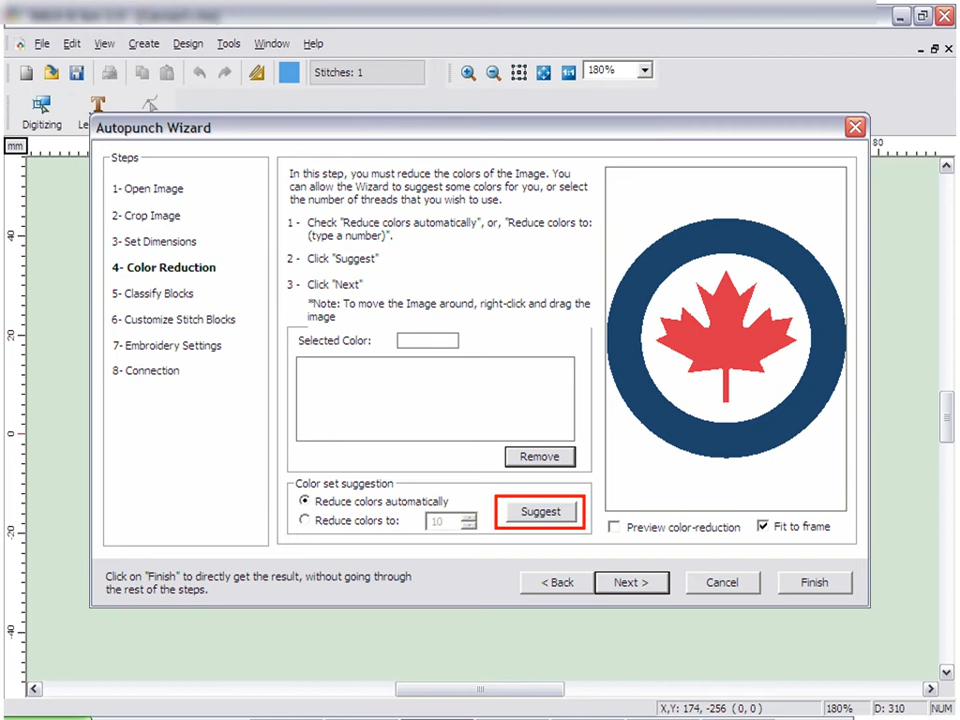 File Edit View Create Design Tools Window Help
Stitches: 1
1:1
180%
Digitizing
mm
80
Autopunch Wizard
Steps
1- Open Image
2- Crop Image
3- Set Dimensions
4- Color Reduction
5- Classify Blocks
6- Customize Stitch Blocks
7- Embroidery Settings
8- Connection
In this step, you must reduce the colors of the Image. You
can allow the Wizard to suggest some colors for you, or select
the number of threads that you wish to use.
1 - Check "Reduce colors automatically", or, "Reduce colors to:
(type a number)".
2 - Click "Suggest"
3 - Click "Next"
*Note: To move the Image around, right-click and drag the
image
Selected Color:
Remove
Color set suggestion
Reduce colors automatically
Reduce colors to: 10
Suggest
Preview color-reduction
Fit to frame
Click on "Finish" to directly get the result, without going through
the rest of the steps.
< Back
Next >
Cancel
Finish
40
20
0
-20
-40
X,Y: 174, -256 ( 0, 0)
180%
D: 310
NUM